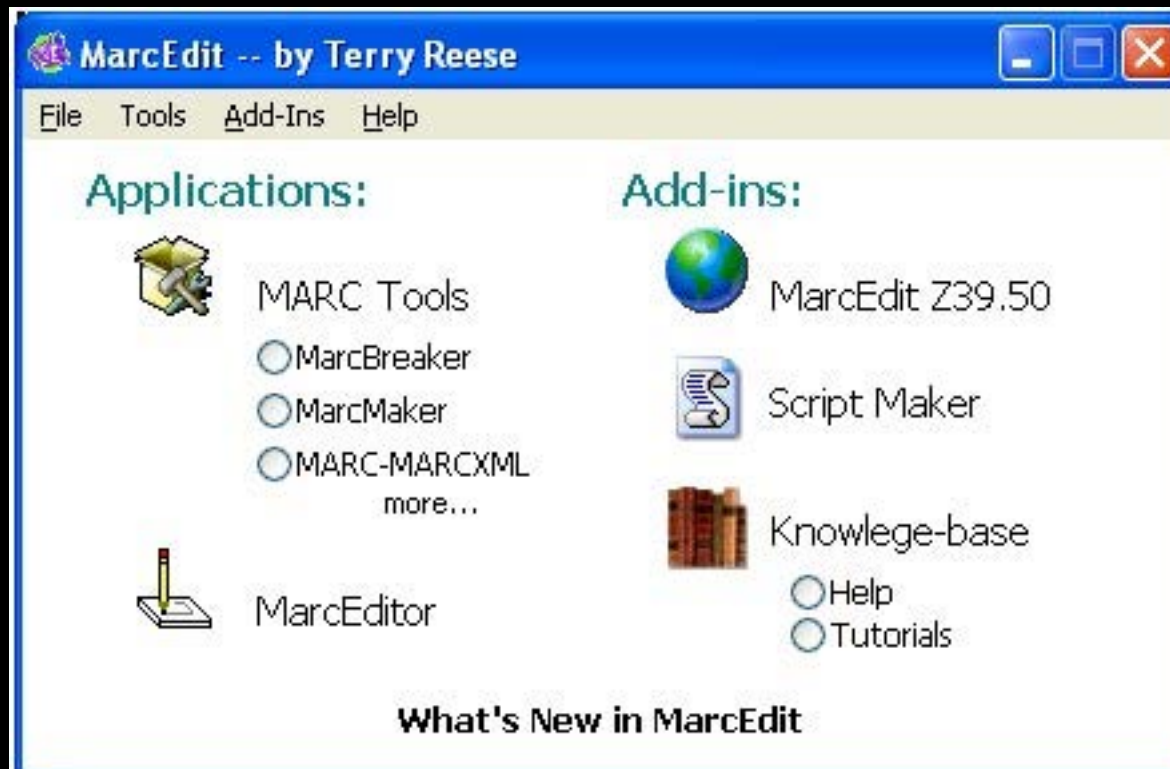 MarcEdit -- by Terry Reese
File Tools Add-Ins Help
Applications:
MARC Tools
MarcBreaker
MarcMaker
MARC-MARCXML
more...
MarcEditor
Add-ins:
MarcEdit Z39.50
Script Maker
Knowlege-base
Help
Tutorials
What's New in MarcEdit